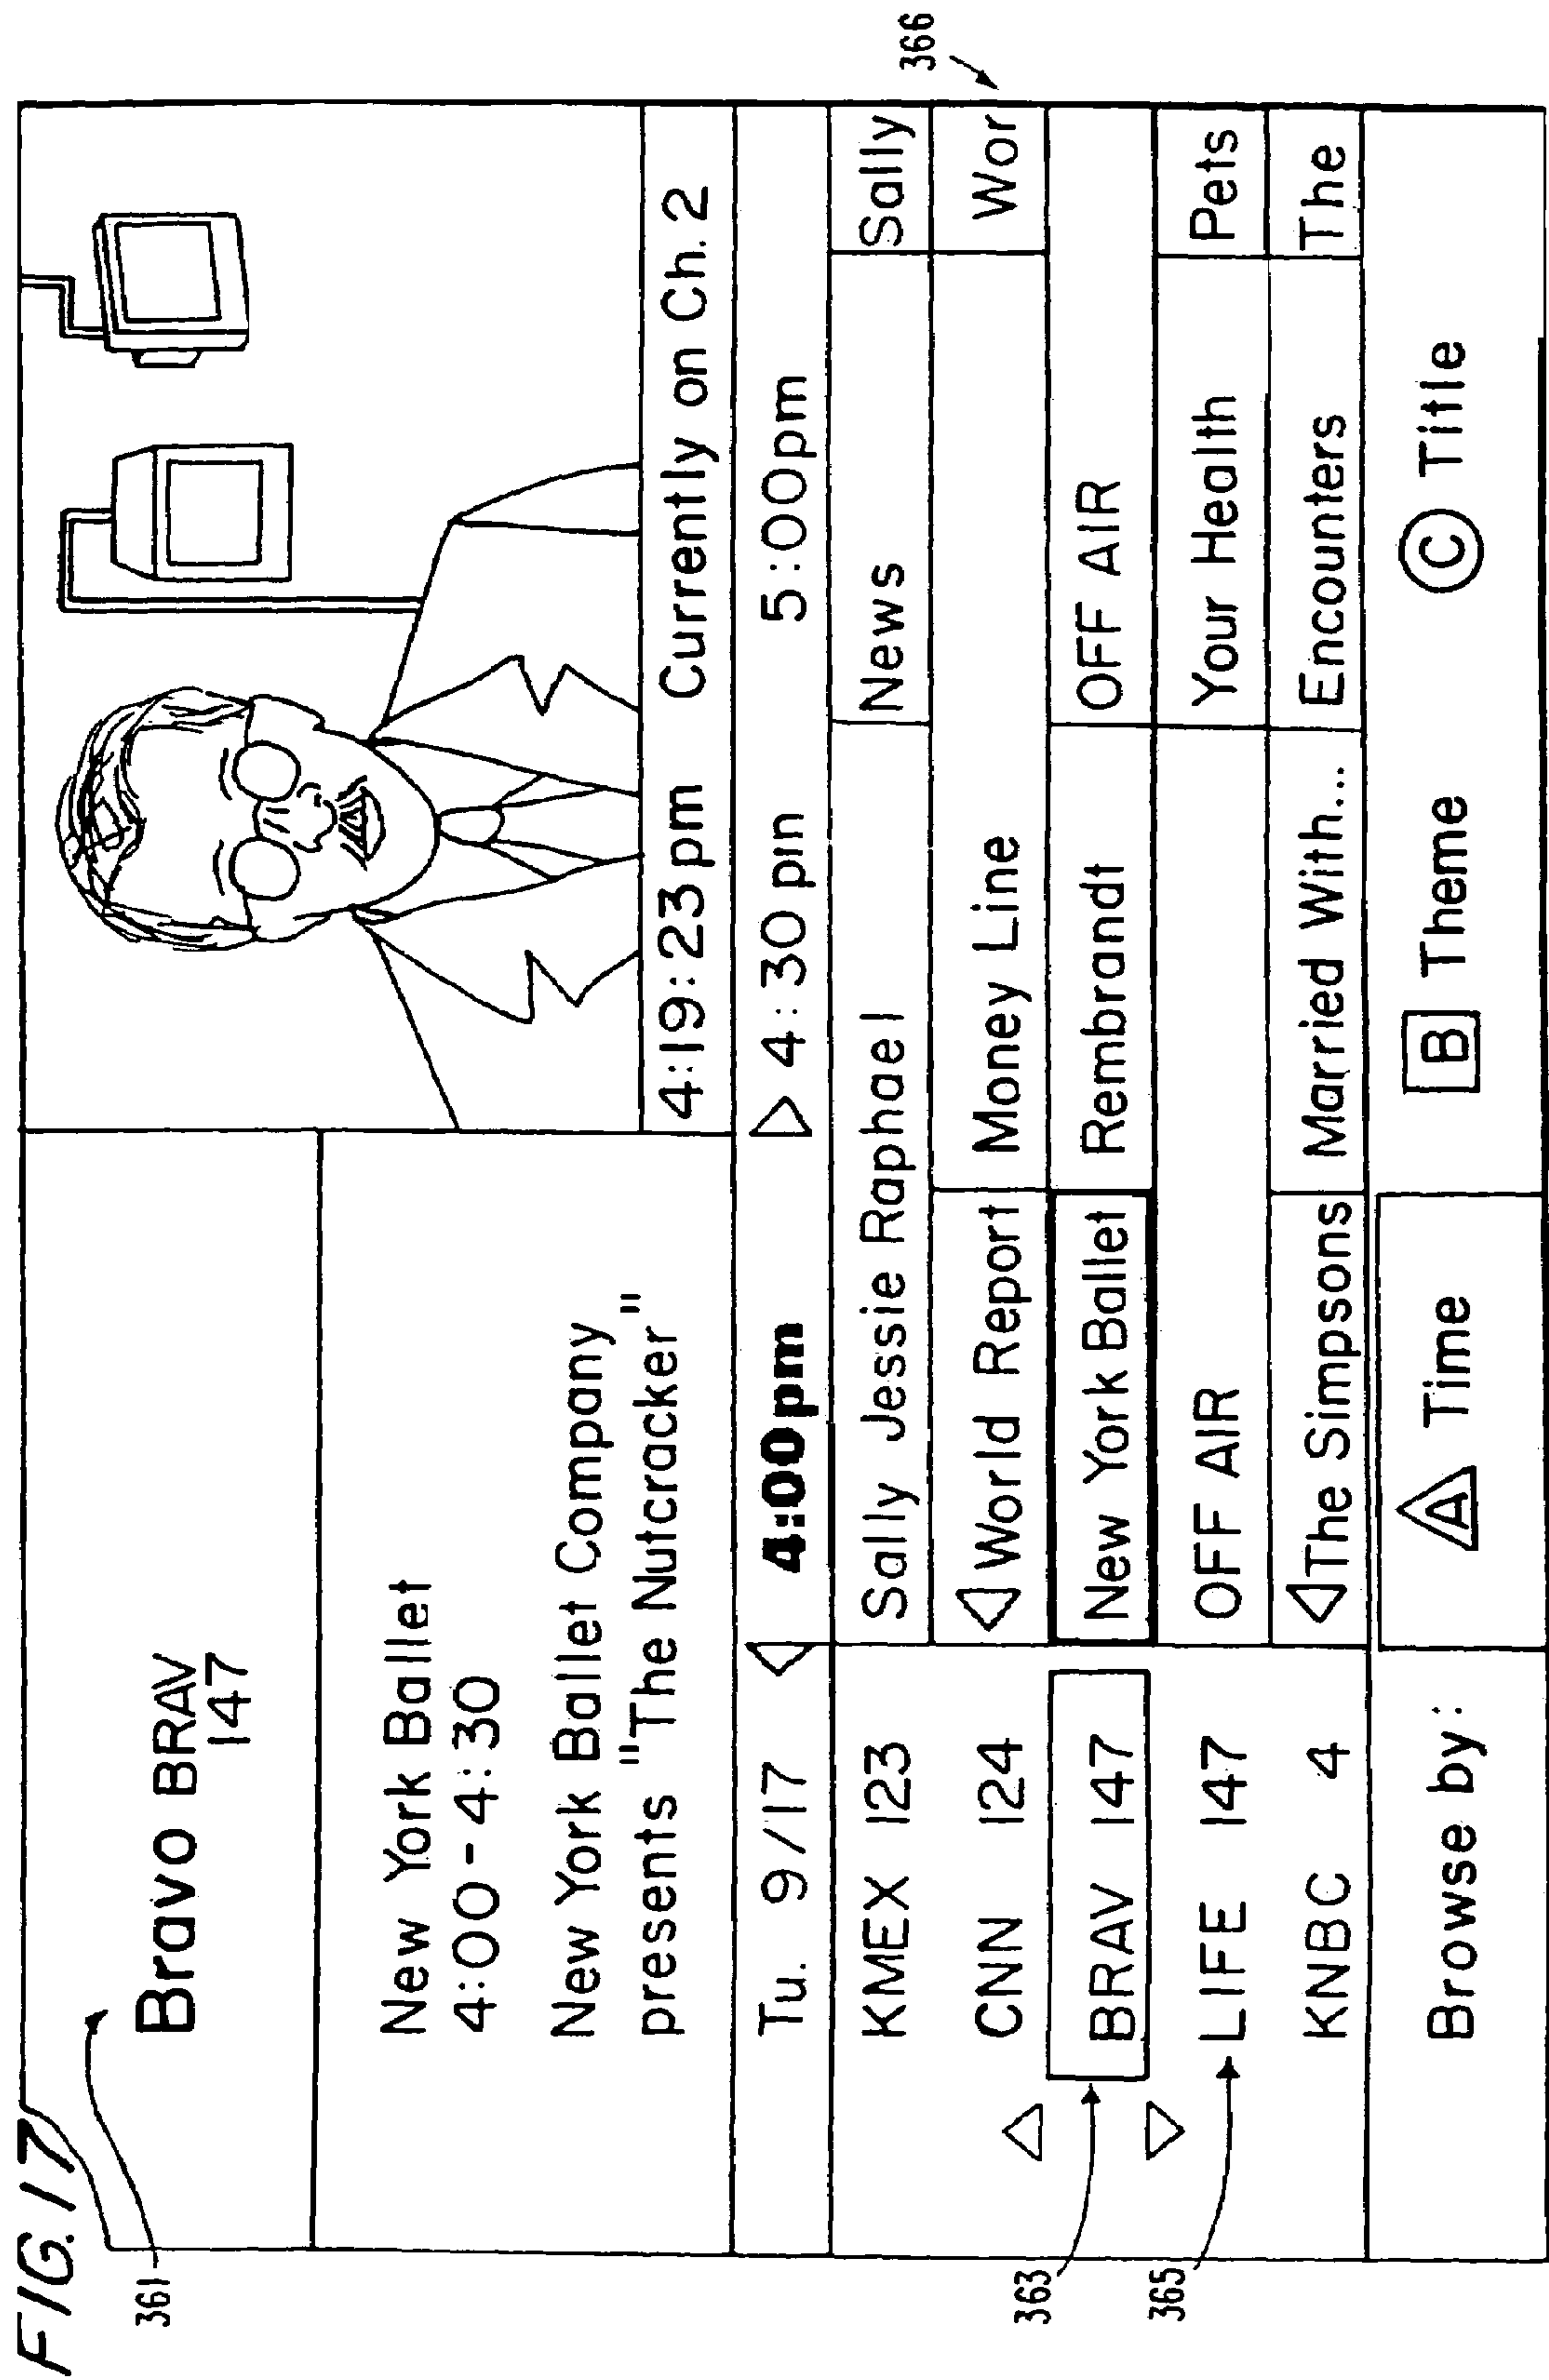 FIG. 17
361
Bravo BRAV
147
New York Ballet
4:00-4:30
New York Ballet Company
presents "The Nutcracker"
4:19:23pm Currently on Ch. 2
Tu. 9/17 4:00pm 4:30 pm 5:00pm
KMEX 123 Sally Jessie Raphael News Sally
CNN 124 World Report Money Line Wor
366
363
BRAV 147 New York Ballet Rembrandt OFF AIR
365
LIFE 147 OFF AIR Your Health Pets
KNBC 4 The Simpsons Married With... Encounters The
Browse by: A Time B Theme C Title